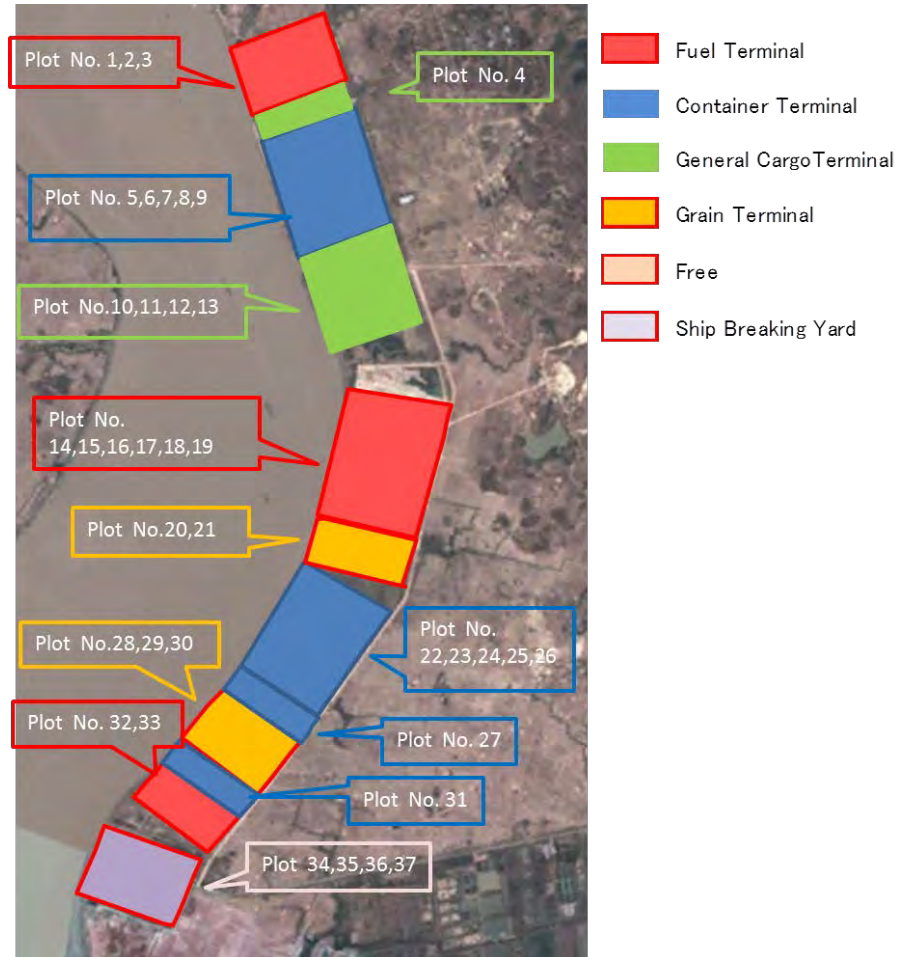 Plot No. 1,2,3
Plot No. 4
Plot No. 5,6,7,8,9
Plot No.10,11,12,13
Plot No.
14,15,16,17,18,19
Plot No.20,21
Plot No.
22,23,24,25,26
Plot No.28,29,30
Plot No. 32,33
Plot No. 27
Plot No. 31
Plot 34,35,36,37
Fuel Terminal
Container Terminal
General CargoTerminal
Grain Terminal
Free
Ship Breaking Yard